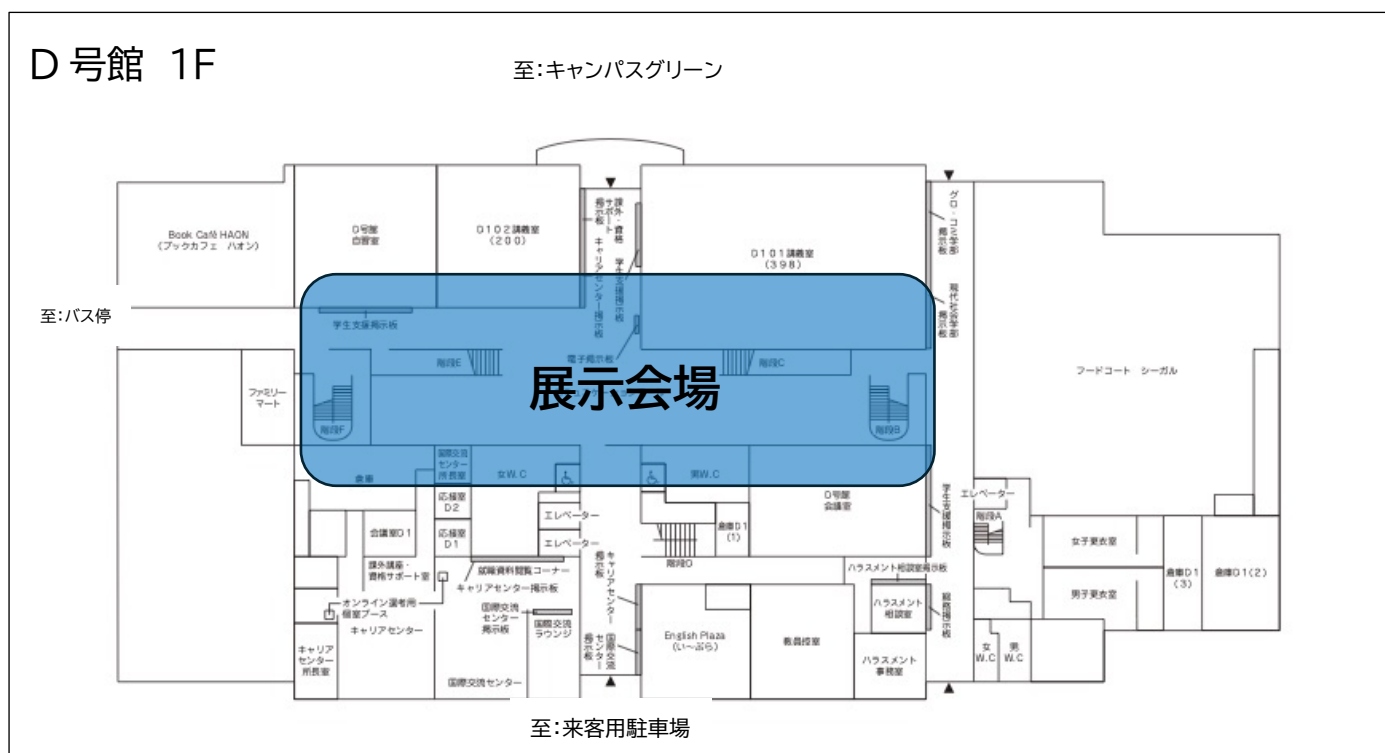 D 号館 1F
至：キャンパスグリーン
Book Café HAON
(ブックカフェ ハオン)
D号館
自習室
D102講義室
(200)
課外・資格
サポート
掲示板
キャリアセンター掲示板
学生支援掲示板
D101講義室
(398)
グロ・コミ学部
掲示板
現代社会学部
掲示板
至：バス停
学生支援掲示板
電子掲示板
階段E
階段C
展示会場
ファミリー
マート
階段F
階段B
フードコート シーガル
倉庫
国際交流
センター
所長室
女W.C
男W.C
応接室
D2
エレベーター
D号館
会議室
学生支援掲示板
エレベーター
階段A
会議室D1
応接室
D1
エレベーター
倉庫D1
(1)
階段D
女子更衣室
倉庫D1
(3)
倉庫D1(2)
男子更衣室
課外講座・
資格サポート室
就職資料閲覧コーナー
キャリアセンター掲示板
キャリアセンター
掲示板
ハラスメント相談室掲示板
オンライン選考用
個室ブース
国際交流
センター
掲示板
国際交流
ラウンジ
ハラスメント
相談室
総務掲示板
キャリアセンター
キャリア
センター
所長室
国際交流センター
国際交流
センター
掲示板
English Plaza
(い～ぷら)
教員控室
ハラスメント
事務室
女
W.C
男
W.C
至：来客用駐車場